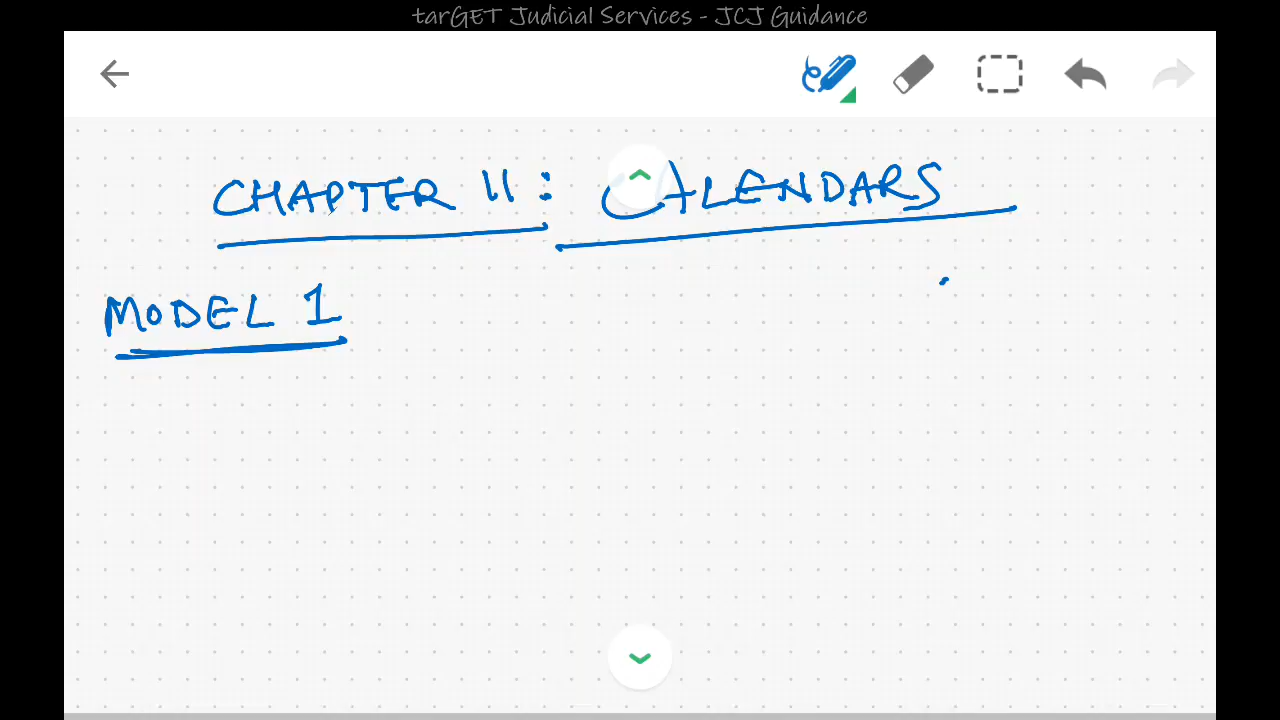 tarGET Judicial Services - JCJ Guidance
CHAPTER 11: CALENDARS
MODEL 1